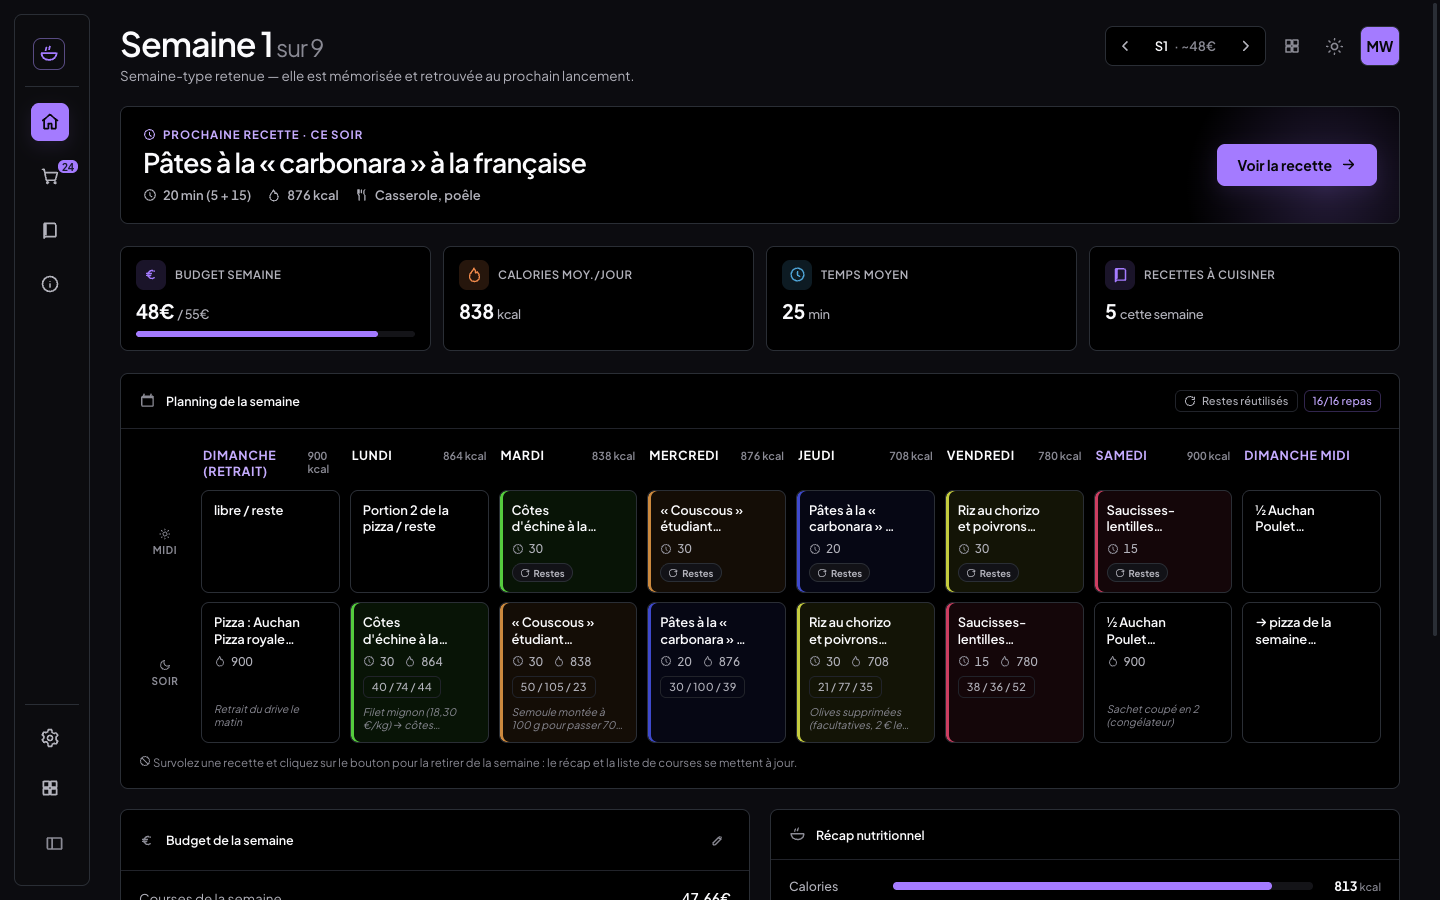 Semaine 1 sur 9
S1 · ~48€
MW
Semaine-type retenue — elle est mémorisée et retrouvée au prochain lancement.
24
PROCHAINE RECETTE · CE SOIR
Pâtes à la « carbonara » à la française
20 min (5 + 15) 876 kcal Casserole, poêle
Voir la recette →
€ BUDGET SEMAINE
48€ / 55€
CALORIES MOY./JOUR
838 kcal
TEMPS MOYEN
25 min
RECETTES À CUISINER
5 cette semaine
Planning de la semaine
Restes réutilisés
16/16 repas
DIMANCHE
(RETRAIT)
900
kcal
LUNDI 864 kcal
MARDI 838 kcal
MERCREDI 876 kcal
JEUDI 708 kcal
VENDREDI 780 kcal
SAMEDI 900 kcal
DIMANCHE MIDI
MIDI
libre / reste
Portion 2 de la
pizza / reste
Côtes
d'échine à la…
30
Restes
« Couscous »
étudiant…
30
Restes
Pâtes à la «
carbonara » …
20
Restes
Riz au chorizo
et poivrons…
30
Restes
Saucisses-
lentilles…
15
Restes
½ Auchan
Poulet…
SOIR
Pizza : Auchan
Pizza royale…
900
Retrait du drive le
matin
Côtes
d'échine à la…
30 864
40 / 74 / 44
Filet mignon (18,30
€/kg) → côtes…
« Couscous »
étudiant…
30 838
50 / 105 / 23
Semoule montée à
100 g pour passer 70…
Pâtes à la «
carbonara » …
20 876
30 / 100 / 39
Riz au chorizo
et poivrons…
30 708
21 / 77 / 35
Olives supprimées
(facultatives, 2 € le…
Saucisses-
lentilles…
15 780
38 / 36 / 52
½ Auchan
Poulet…
900
Sachet coupé en 2
(congélateur)
→ pizza de la
semaine…
Survolez une recette et cliquez sur le bouton pour la retirer de la semaine : le récap et la liste de courses se mettent à jour.
€ Budget de la semaine
Courses de la semaine 47,66€
Récap nutritionnel
Calories 813 kcal